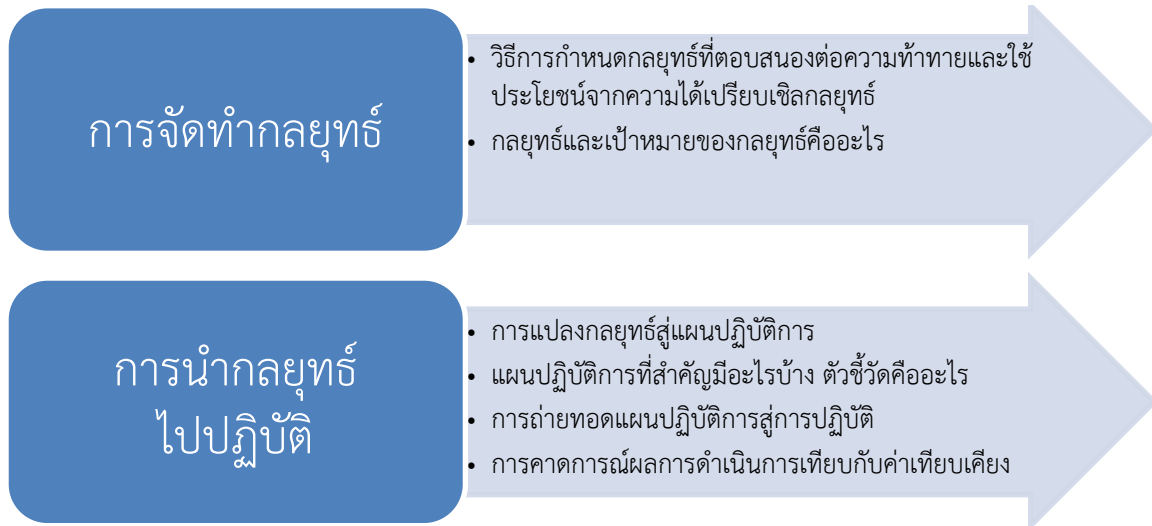 การจัดทำกลยุทธ์
• วิธีการกำหนดกลยุทธ์ที่ตอบสนองต่อความท้าทายและใช้
ประโยชน์จากความได้เปรียบเชิลกลยุทธ์
• กลยุทธ์และเป้าหมายของกลยุทธ์คืออะไร
การนำกลยุทธ์
ไปปฏิบัติ
• การแปลงกลยุทธ์สู่แผนปฏิบัติการ
• แผนปฏิบัติการที่สำคัญมีอะไรบ้าง ตัวชี้วัดคืออะไร
• การถ่ายทอดแผนปฏิบัติการสู่การปฏิบัติ
• การคาดการณ์ผลการดำเนินการเทียบกับค่าเทียบเคียง